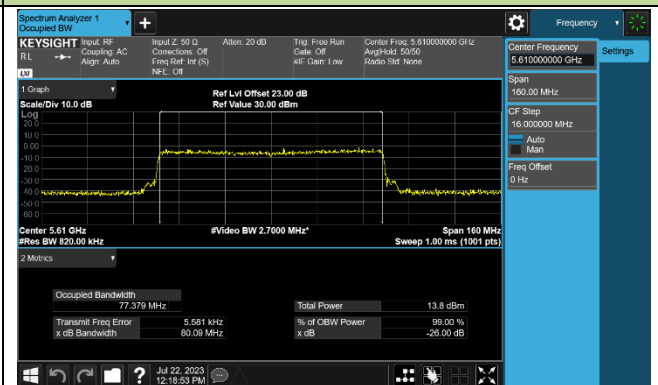 Spectrum Analyzer 1
Occupied BW
Frequency
KEYSIGHT
RL
LXI
Input: RF
Coupling: AC
Align: Auto
Input Z: 50 Ω
Corrections: Off
Freq Ref: Int (S)
NFE: Off
Atten: 20 dB
Trig: Free Run
Gate: Off
#IF Gain: Low
Center Freq: 5.610000000 GHz
Avg|Hold: 50/50
Radio Std: None
Center Frequency
5.610000000 GHz
Settings
Span
160.00 MHz
CF Step
16.000000 MHz
Auto
Man
Freq Offset
0 Hz
1 Graph
Scale/Div 10.0 dB
Ref Lvl Offset 23.00 dB
Ref Value 30.00 dBm
Log
20.0
10.0
0.00
-10.0
-20.0
-30.0
-40.0
-50.0
-60.0
Center 5.61 GHz
#Video BW 2.7000 MHz*
Span 160 MHz
#Res BW 820.00 kHz
Sweep 1.00 ms (1001 pts)
2 Metrics
Occupied Bandwidth
77.379 MHz
Total Power
13.8 dBm
Transmit Freq Error
5.581 kHz
% of OBW Power
99.00 %
x dB Bandwidth
80.09 MHz
x dB
-26.00 dB
?
Jul 22, 2023
12:18:53 PM